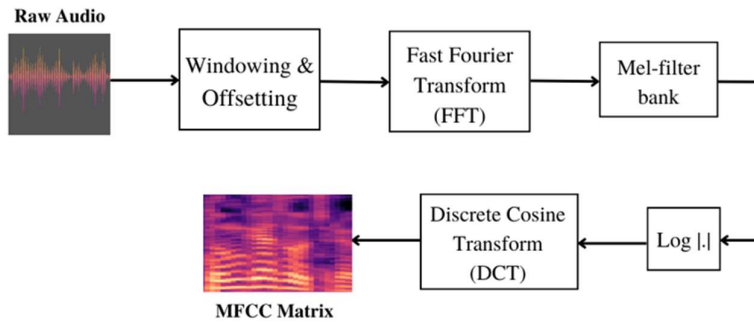 Raw Audio
Windowing &
Offsetting
Fast Fourier
Transform
(FFT)
Mel-filter
bank
Log |.|
Discrete Cosine
Transform
(DCT)
MFCC Matrix